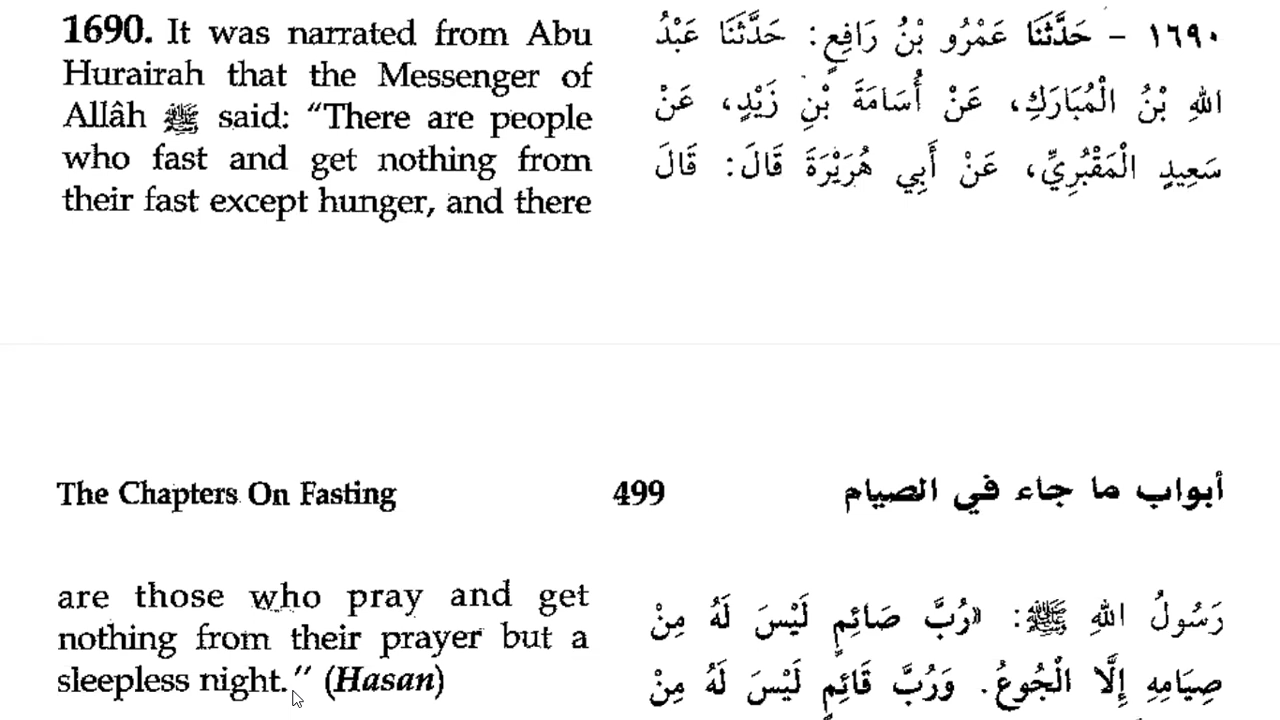 1690. It was narrated from Abu
Hurairah that the Messenger of
Allâh ﷺ said: "There are people
who fast and get nothing from
their fast except hunger, and there
١٦٩٠ - حَدَّثَنَا عَمْرُو بْنُ رَافِعٍ: حَدَّثَنَا عَبْدُ
اللهِ بْنُ الْمُبَارَكِ، عَنْ أُسَامَةَ بْنِ زَيْدٍ، عَنْ
سَعِيدٍ الْمَقْبُرِيِّ، عَنْ أَبِي هُرَيْرَةَ قَالَ: قَالَ
The Chapters On Fasting 499 أبواب ما جاء في الصيام
are those who pray and get
nothing from their prayer but a
sleepless night." (Hasan)
رَسُولُ اللهِ ﷺ: «رُبَّ صَائِمٍ لَيْسَ لَهُ مِنْ
صِيَامِهِ إِلَّا الْجُوعُ. وَرُبَّ قَائِمٍ لَيْسَ لَهُ مِنْ